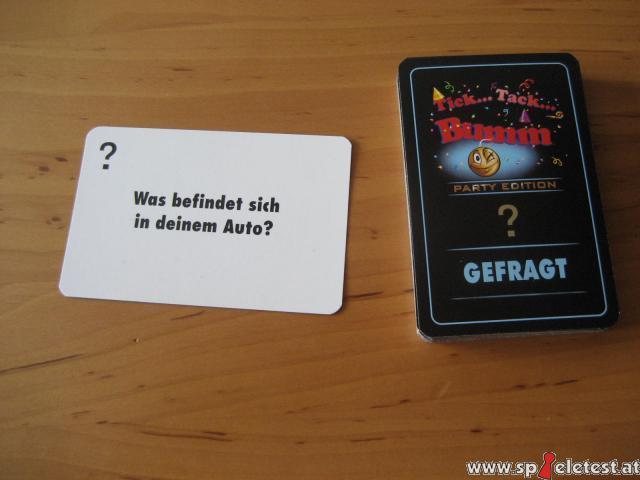 ?
Was befindet sich
in deinem Auto?
Tick... Tack...
Bumm
PARTY EDITION
?
GEFRAGT
www.spieletest.at